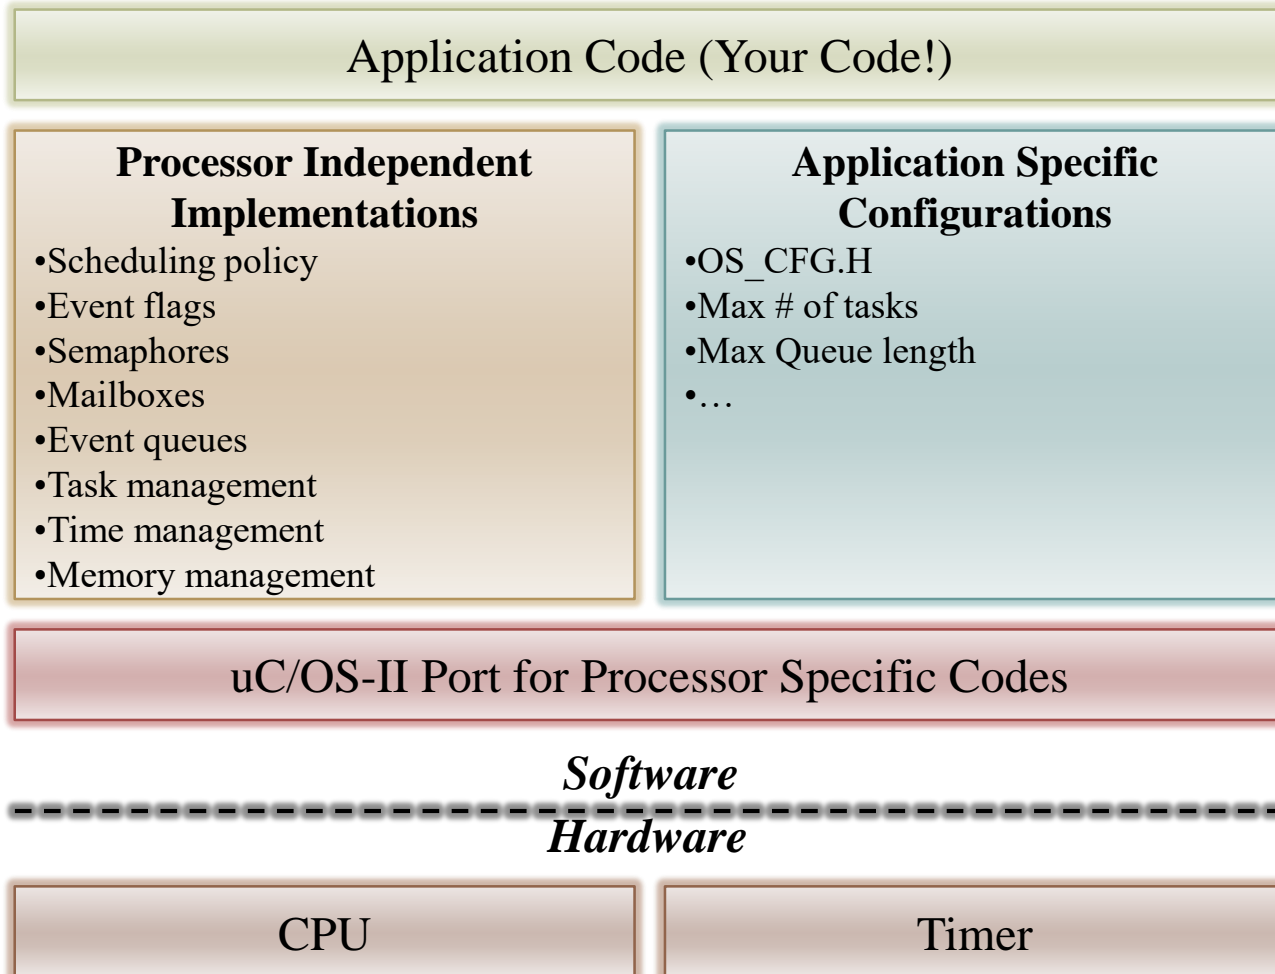 Application Code (Your Code!)
Processor Independent
Implementations
•Scheduling policy
•Event flags
•Semaphores
•Mailboxes
•Event queues
•Task management
•Time management
•Memory management
Application Specific
Configurations
•OS_CFG.H
•Max # of tasks
•Max Queue length
•…
uC/OS-II Port for Processor Specific Codes
Software
Hardware
CPU
Timer